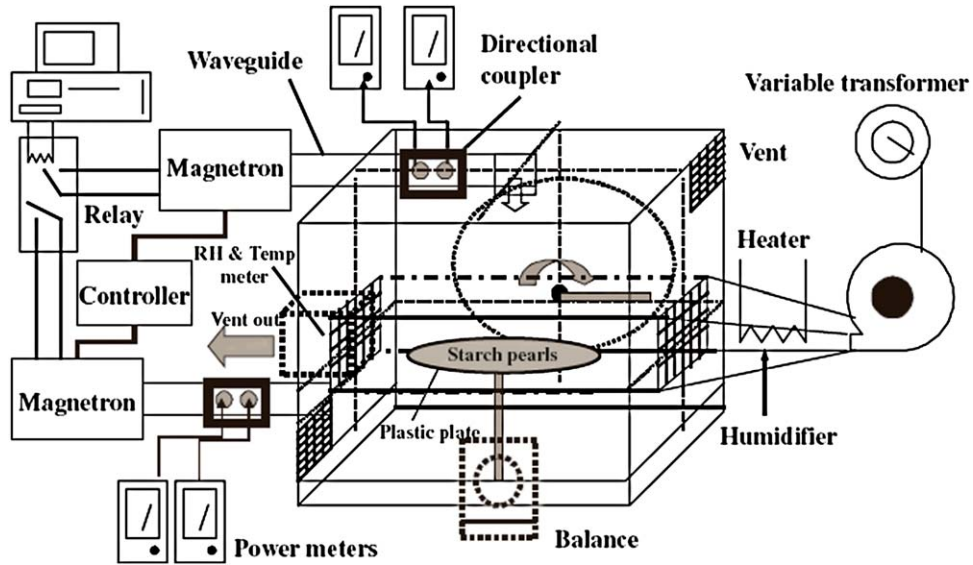 Waveguide
Directional
coupler
Variable transformer
Magnetron
Vent
Relay
RH & Temp
meter
Heater
Controller
Vent out
Starch pearls
Magnetron
Plastic plate
Humidifier
Power meters
Balance